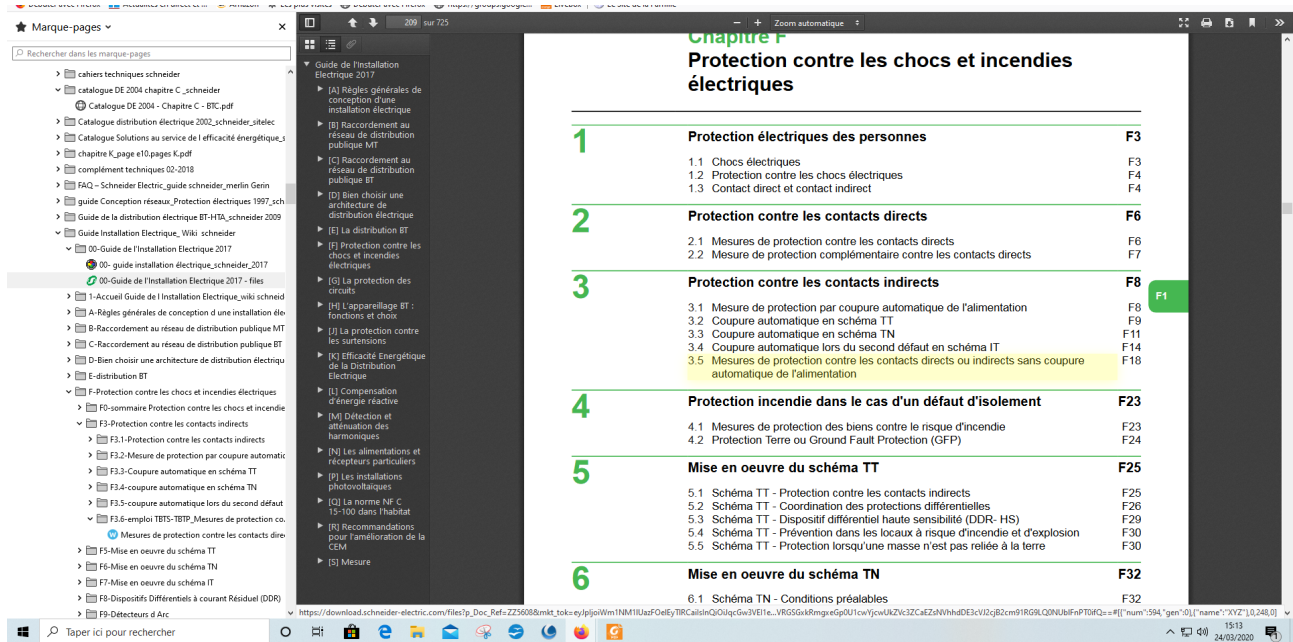 Marque-pages
Rechercher dans les marque-pages
cahiers techniques schneider
catalogue DE 2004 chapitre C _schneider
Catalogue DE 2004 - Chapitre C - BTC.pdf
Catalogue distribution électrique 2002_schneider_sitelec
Catalogue Solutions au service de l efficacité énergétique_s
chapitre K_page e10.pages K.pdf
complément techniques 02-2018
FAQ – Schneider Electric_guide schneider_merlin Gerin
guide Conception réseaux_Protection électriques 1997_sch
Guide de la distribution électrique BT-HTA_schneider 2009
Guide Installation Electrique_ Wiki schneider
00-Guide de l'Installation Electrique 2017
00- guide installation électrique_schneider_2017
00-Guide de l'Installation Electrique 2017 - files
1-Accueil Guide de l Installation Electrique_wiki schneid
A-Régles générales de conception d une installation éle
B-Raccordement au réseau de distribution publique MT
C-Raccordement au réseau de distribution publique BT
D-Bien choisir une architecture de distribution électriqu
E-distribution BT
F-Protection contre les chocs et incendies électriques
F0-sommaire Protection contre les chocs et incendie
F3-Protection contre les contacts indirects
F3.1-Protection contre les contacts indirects
F3.2-Mesure de protection par coupure automatic
F3.3-Coupure automatique en schéma TT
F3.4-coupure automatique en schéma TN
F3.5-coupure automatique lors du second défaut
F3.6-emploi TBTS-TBTP_Mesures de protection co.
Mesures de protection contre les contacts dire
F5-Mise en oeuvre du schéma TT
F6-Mise en oeuvre du schéma TN
F7-Mise en oeuvre du schéma IT
F8-Dispositifs Différentiels à courant Résiduel (DDR)
F9-Détecteurs d Arc
209 sur 725
Zoom automatique
Guide de l'Installation
Electrique 2017
[A] Régles générales de
conception d'une
installation électrique
[B] Raccordement au
réseau de distribution
publique MT
[C] Raccordement au
réseau de distribution
publique BT
[D] Bien choisir une
architecture de
distribution électrique
[E] La distribution BT
[F] Protection contre les
chocs et incendies
électriques
[G] La protection des
circuits
[H] L'appareillage BT :
fonctions et choix
[J] La protection contre
les surtensions
[K] Efficacité Energétique
de la Distribution
Electrique
[L] Compensation
d'énergie réactive
[M] Détection et
atténuation des
harmoniques
[N] Les alimentations et
récepteurs particuliers
[P] Les installations
photovoltaïques
[Q] La norme NF C
15-100 dans l'habitat
[R] Recommandations
pour l'amélioration de la
CEM
[S] Mesure
Chapitre F
Protection contre les chocs et incendies
électriques
1 Protection électriques des personnes F3
1.1 Chocs électriques F3
1.2 Protection contre les chocs électriques F4
1.3 Contact direct et contact indirect F4
2 Protection contre les contacts directs F6
2.1 Mesures de protection contre les contacts directs F6
2.2 Mesure de protection complémentaire contre les contacts directs F7
3 Protection contre les contacts indirects F8
F1
3.1 Mesure de protection par coupure automatique de l'alimentation F8
3.2 Coupure automatique en schéma TT F9
3.3 Coupure automatique en schéma TN F11
3.4 Coupure automatique lors du second défaut en schéma IT F14
3.5 Mesures de protection contre les contacts directs ou indirects sans coupure F18
automatique de l'alimentation
4 Protection incendie dans le cas d'un défaut d'isolement F23
4.1 Mesures de protection des biens contre le risque d'incendie F23
4.2 Protection Terre ou Ground Fault Protection (GFP) F24
5 Mise en oeuvre du schéma TT F25
5.1 Schéma TT - Protection contre les contacts indirects F25
5.2 Schéma TT - Coordination des protections différentielles F26
5.3 Schéma TT - Dispositif différentiel haute sensibilité (DDR- HS) F29
5.4 Schéma TT - Prévention dans les locaux à risque d'incendie et d'explosion F30
5.5 Schéma TT - Protection lorsqu'une masse n'est pas reliée à la terre F30
6 Mise en oeuvre du schéma TN F32
6.1 Schéma TN - Conditions préalables F32
Taper ici pour rechercher
15:13
24/03/2020